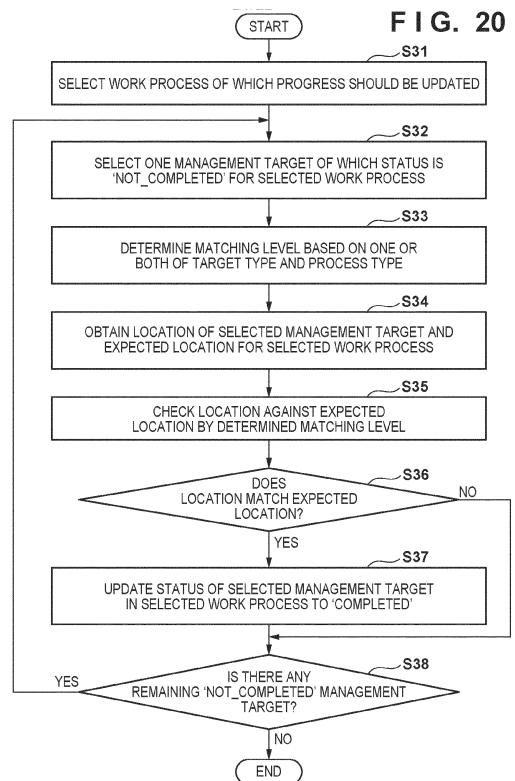 FIG. 20
START
S31
SELECT WORK PROCESS OF WHICH PROGRESS SHOULD BE UPDATED
S32
SELECT ONE MANAGEMENT TARGET OF WHICH STATUS IS
'NOT_COMPLETED' FOR SELECTED WORK PROCESS
S33
DETERMINE MATCHING LEVEL BASED ON ONE OR
BOTH OF TARGET TYPE AND PROCESS TYPE
S34
OBTAIN LOCATION OF SELECTED MANAGEMENT TARGET AND
EXPECTED LOCATION FOR SELECTED WORK PROCESS
S35
CHECK LOCATION AGAINST EXPECTED
LOCATION BY DETERMINED MATCHING LEVEL
S36
DOES
LOCATION MATCH EXPECTED
LOCATION?
NO
YES
S37
UPDATE STATUS OF SELECTED MANAGEMENT TARGET
IN SELECTED WORK PROCESS TO 'COMPLETED'
S38
YES
IS THERE ANY
REMAINING 'NOT_COMPLETED' MANAGEMENT
TARGET?
NO
END